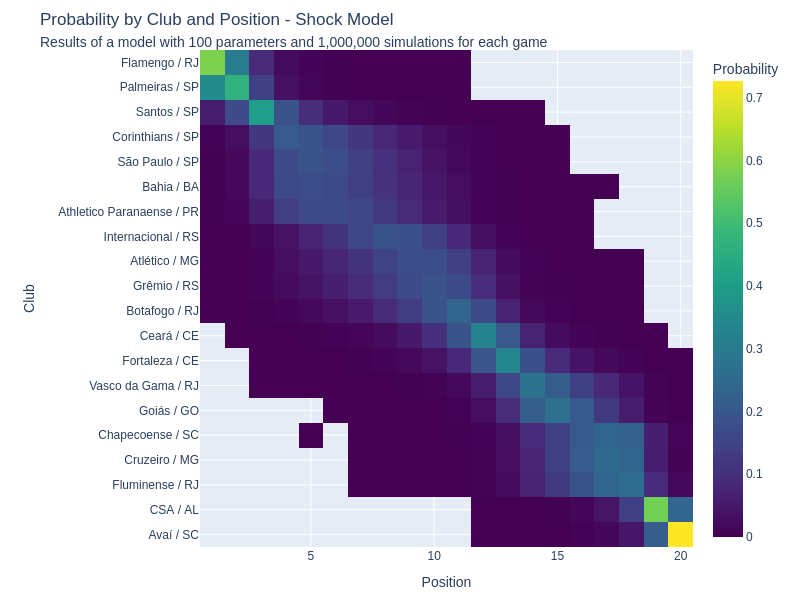 Probability by Club and Position - Shock Model
Results of a model with 100 parameters and 1,000,000 simulations for each game
Probability
Club
Flamengo / RJ
Palmeiras / SP
Santos / SP
Corinthians / SP
São Paulo / SP
Bahia / BA
Athletico Paranaense / PR
Internacional / RS
Atlético / MG
Grêmio / RS
Botafogo / RJ
Ceará / CE
Fortaleza / CE
Vasco da Gama / RJ
Goiás / GO
Chapecoense / SC
Cruzeiro / MG
Fluminense / RJ
CSA / AL
Avaí / SC
0.7
0.6
0.5
0.4
0.3
0.2
0.1
0
5 10 15 20
Position